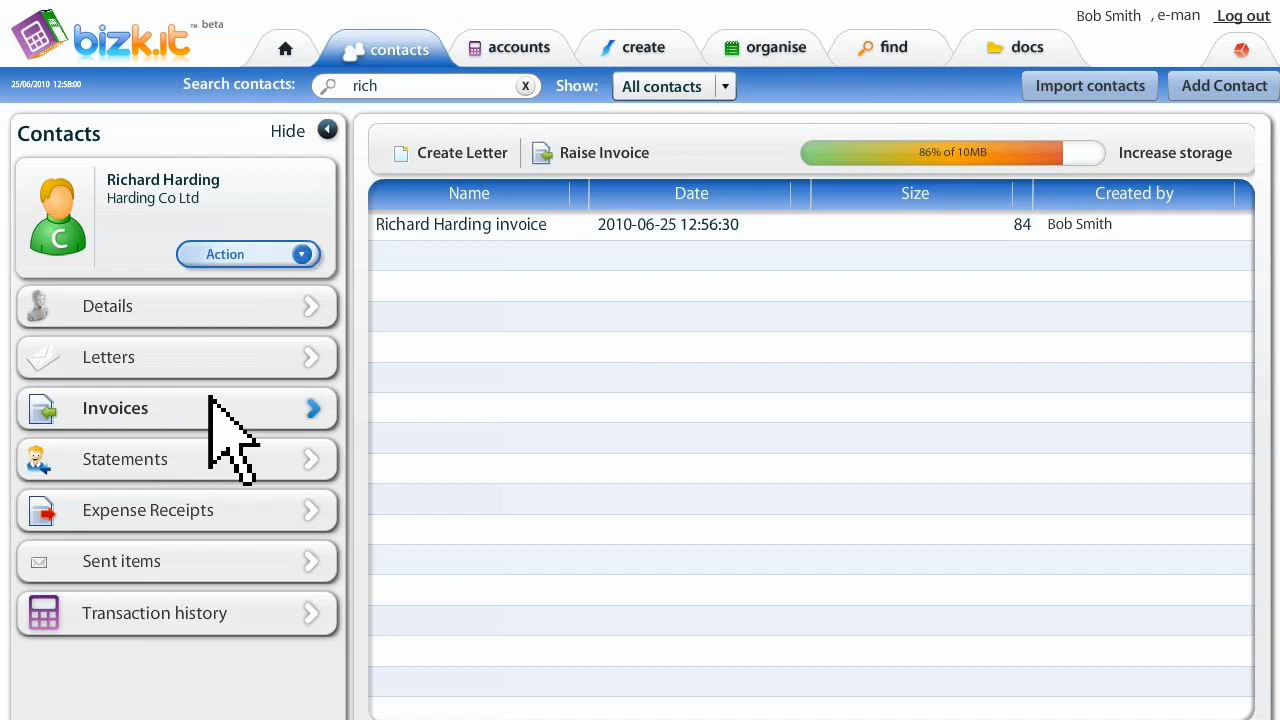 bizk.it ™ beta
Bob Smith , e-man Log out
contacts accounts create organise find docs
25/06/2010 12:58:00
Search contacts: rich x Show: All contacts Import contacts Add Contact
Contacts Hide
Create Letter Raise Invoice 86% of 10MB Increase storage
Richard Harding
Harding Co Ltd
C
Action
Name Date Size Created by
Richard Harding invoice 2010-06-25 12:56:30 84 Bob Smith
Details
Letters
Invoices
Statements
Expense Receipts
Sent items
Transaction history